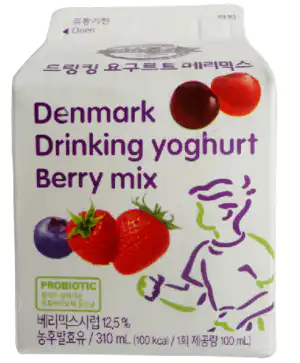 유통기한
◀ Open
드링킹 요구르트 베리믹스
Denmark
Drinking yoghurt
Berry mix
PROBIOTIC
베리믹스시럽 12.5%
농후발효유 / 310 mL (100 kcal / 1회 제공량 100 mL)